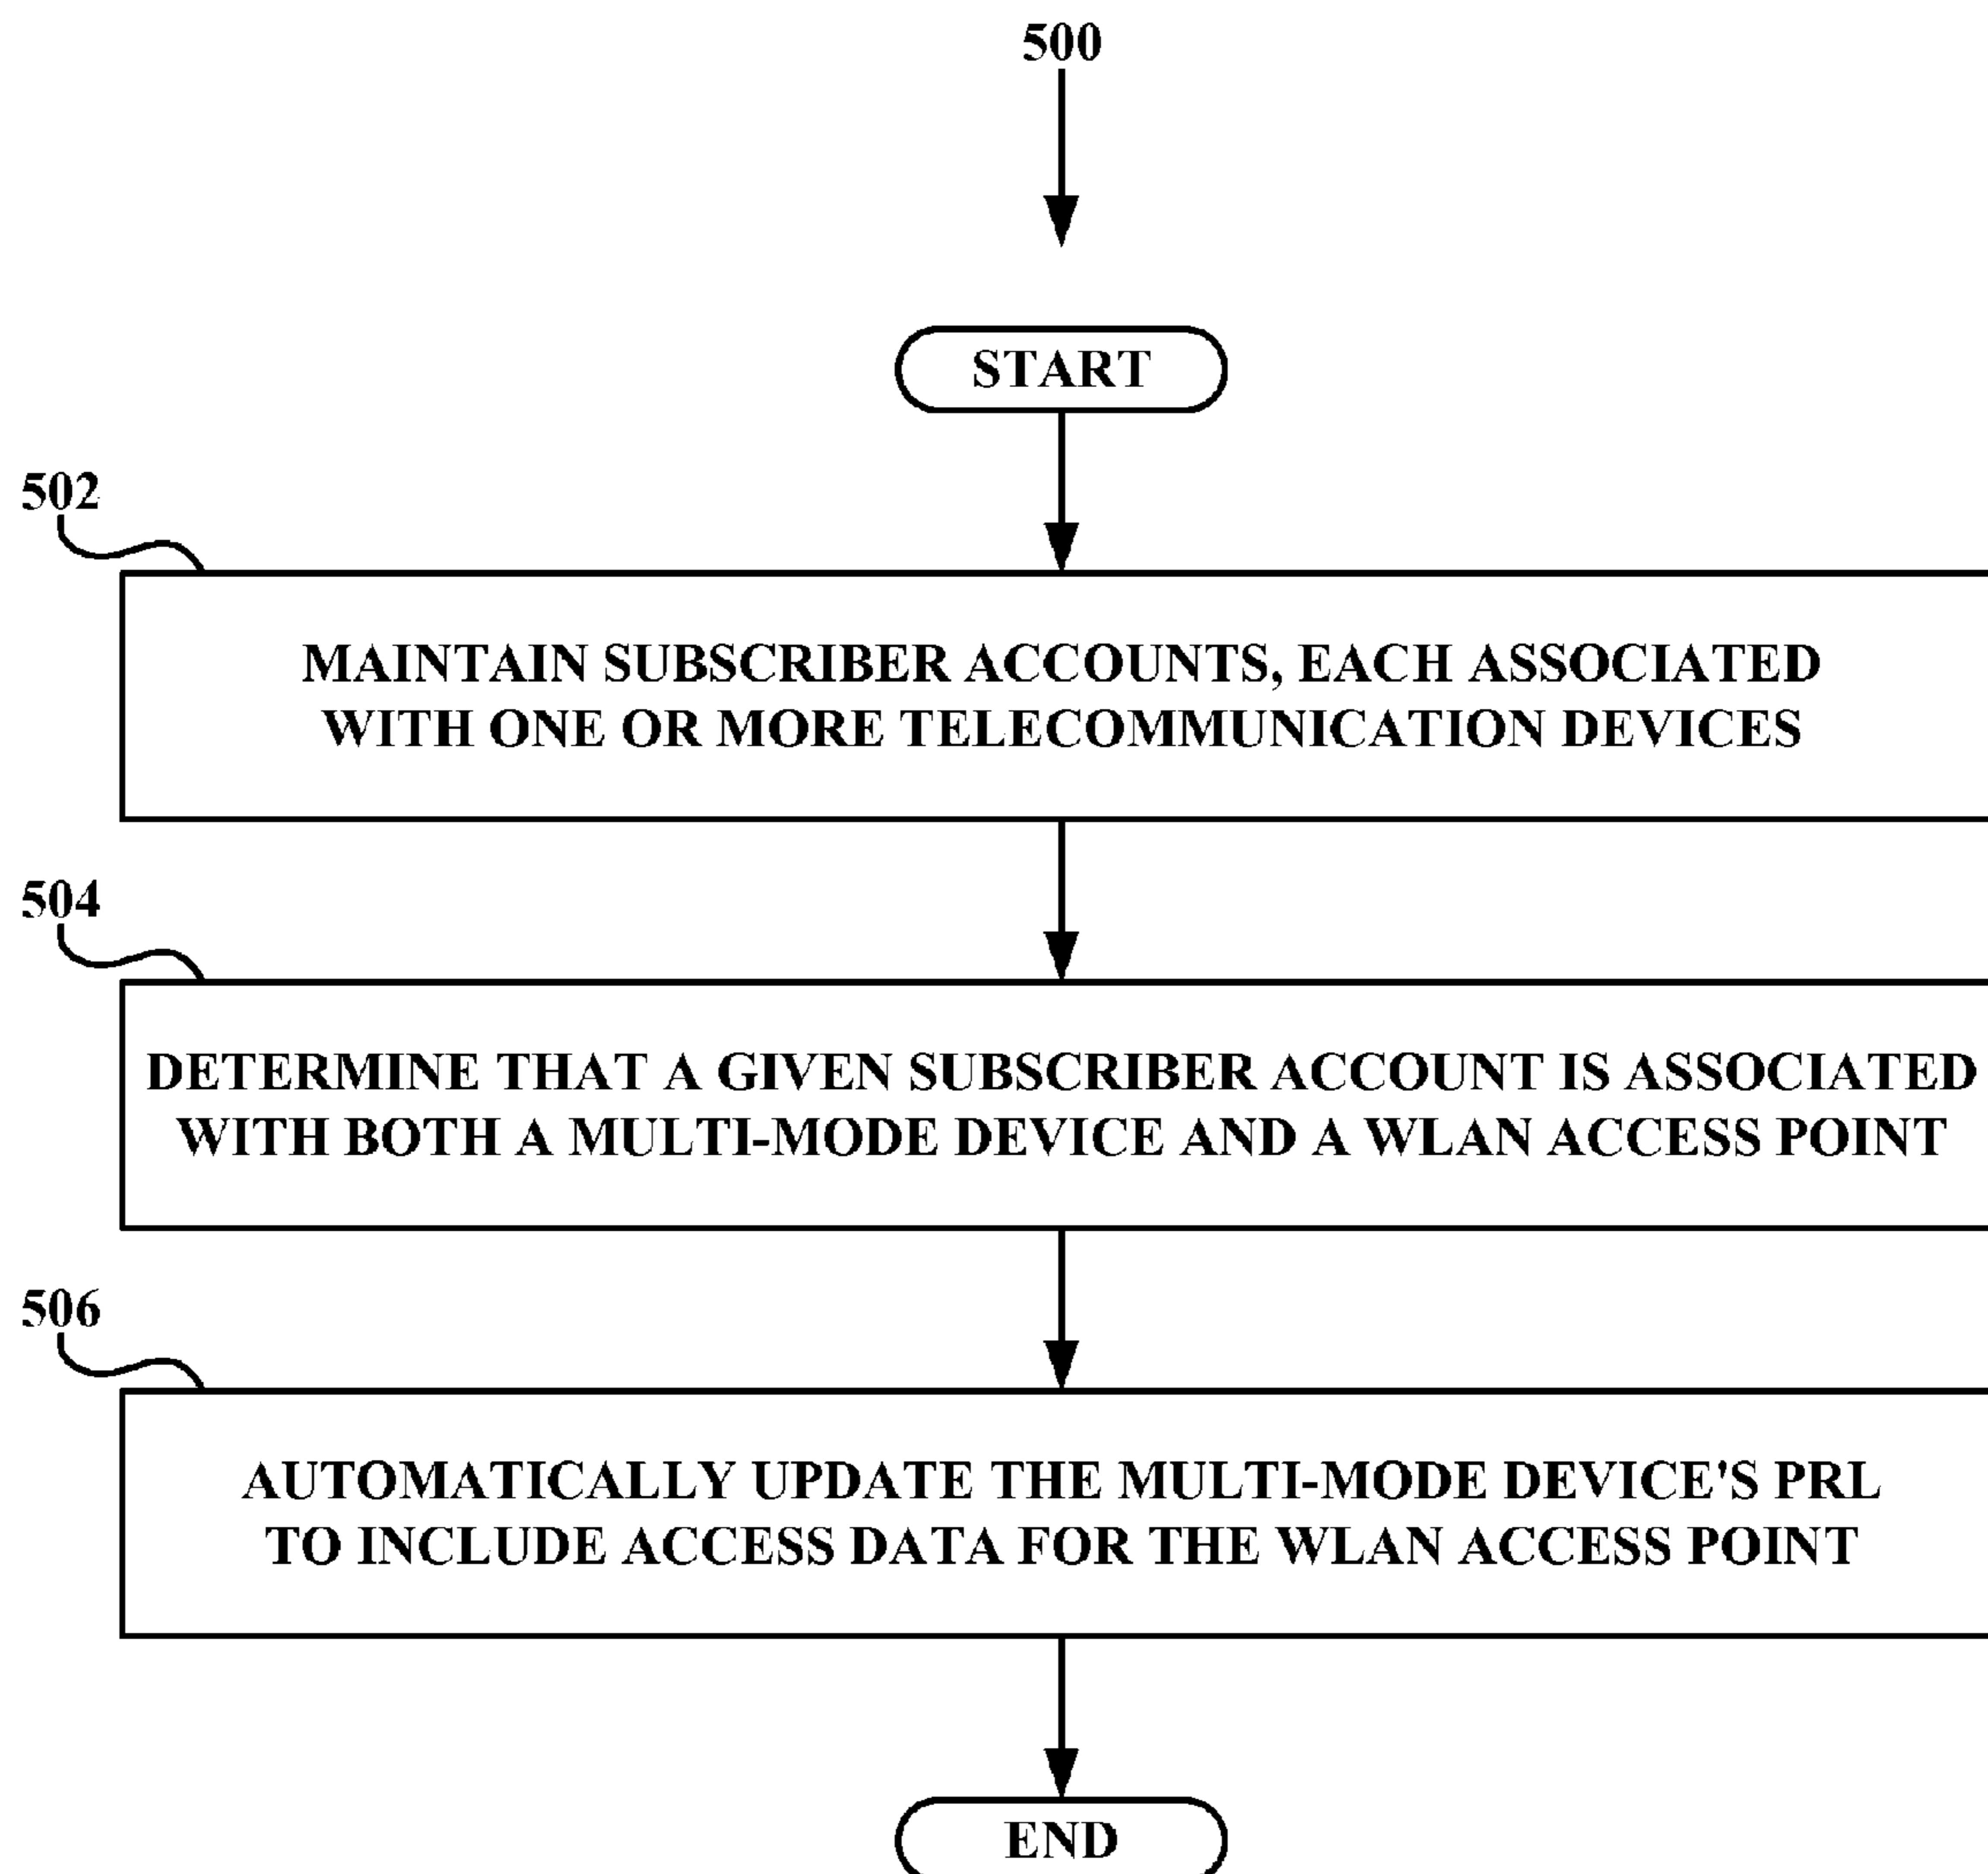 500
START
502
MAINTAIN SUBSCRIBER ACCOUNTS, EACH ASSOCIATED
WITH ONE OR MORE TELECOMMUNICATION DEVICES
504
DETERMINE THAT A GIVEN SUBSCRIBER ACCOUNT IS ASSOCIATED
WITH BOTH A MULTI-MODE DEVICE AND A WLAN ACCESS POINT
506
AUTOMATICALLY UPDATE THE MULTI-MODE DEVICE'S PRL
TO INCLUDE ACCESS DATA FOR THE WLAN ACCESS POINT
END